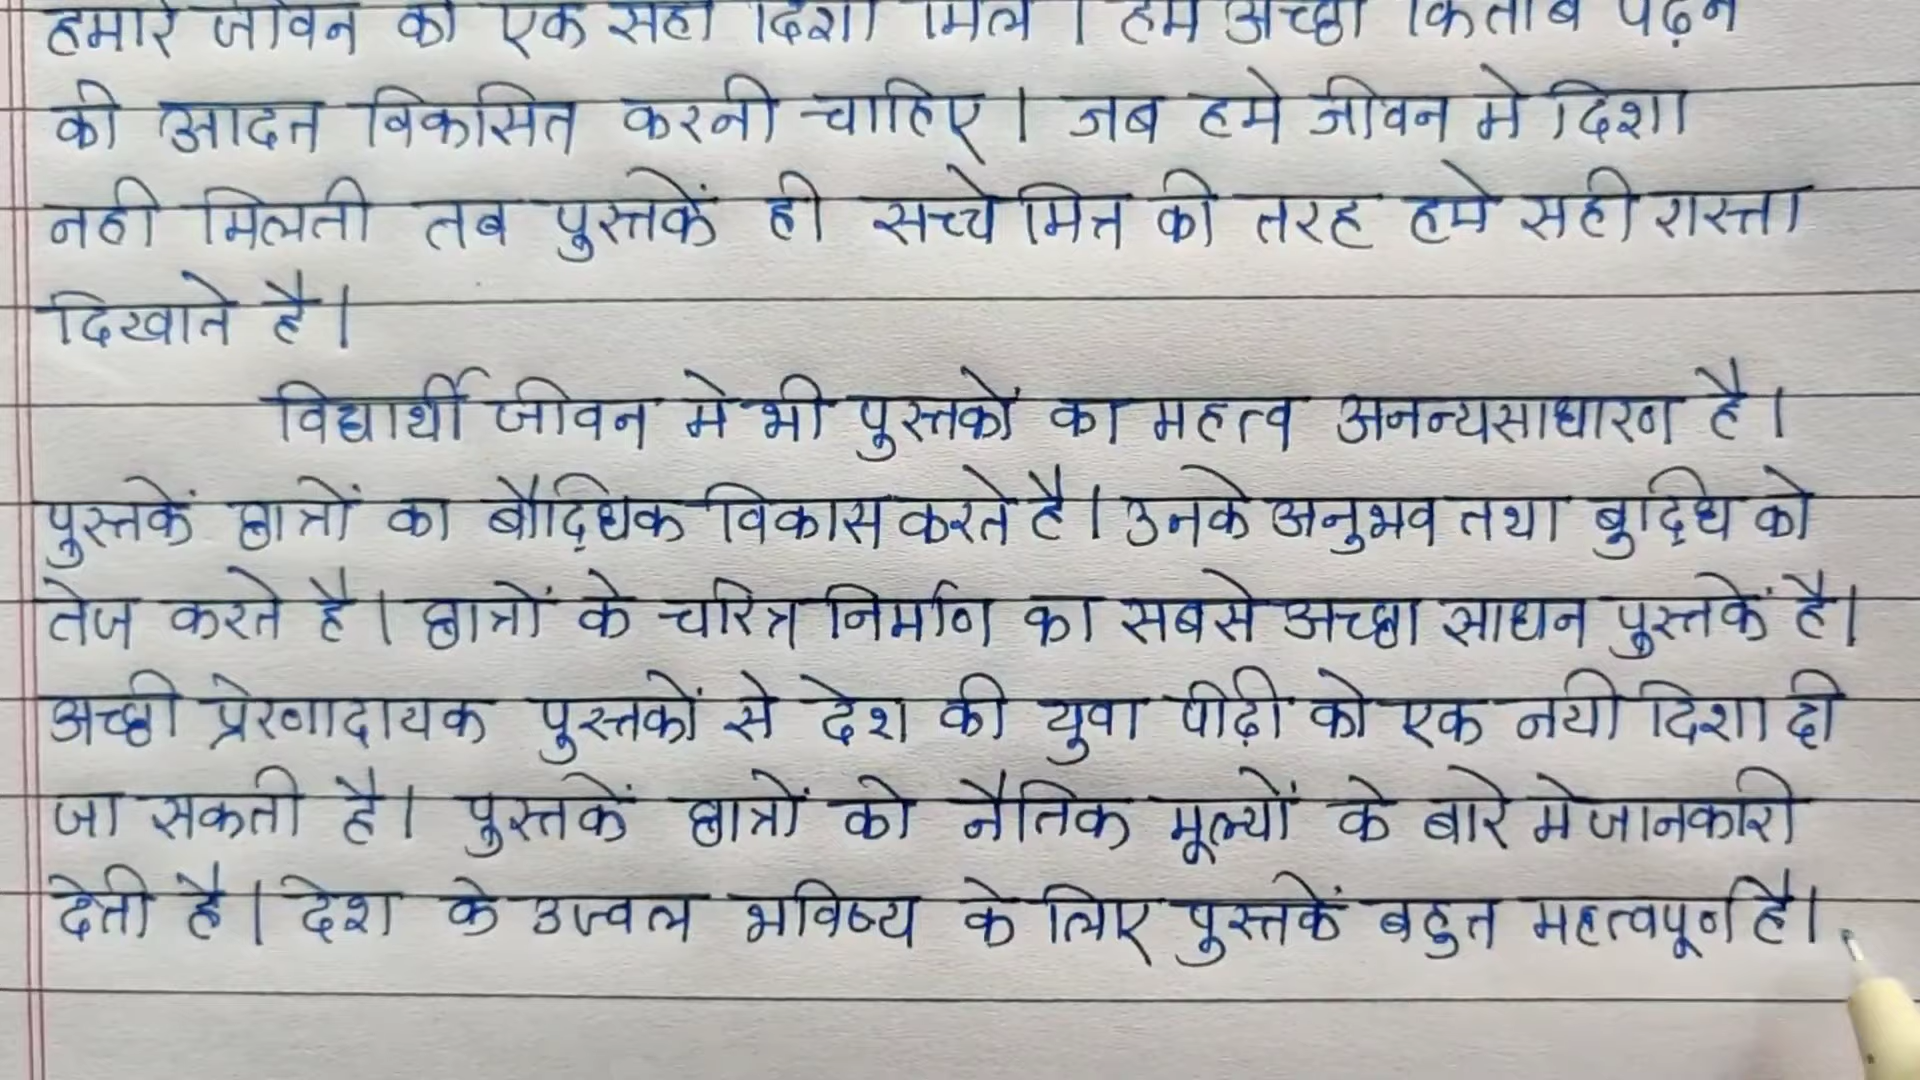 हमारे जीवन को एक सही दिशा मिले । हमे अच्छी किताबे पढ़ने
की आदत विकसित करनी चाहिए । जब हमे जीवन मे दिशा
नही मिलती तब पुस्तकें ही सच्चे मित्र की तरह हमे सही रास्ता
दिखाते है ।
विद्यार्थी जीवन मे भी पुस्तकों का महत्व अनन्यसाधारण है ।
पुस्तकें छात्रों का बौद्धिक विकास करते है । उनके अनुभव तथा बुद्धि को
तेज करते है । छात्रों के चरित्र निर्माण का सबसे अच्छा साधन पुस्तकें है ।
अच्छी प्रेरणादायक पुस्तकों से देश की युवा पीढ़ी को एक नयी दिशा दी
जा सकती है । पुस्तकें छात्रों को नैतिक मूल्यों के बारे मे जानकारी
देती है । देश के उज्वल भविष्य के लिए पुस्तकें बहुत महत्वपूर्ण है ।